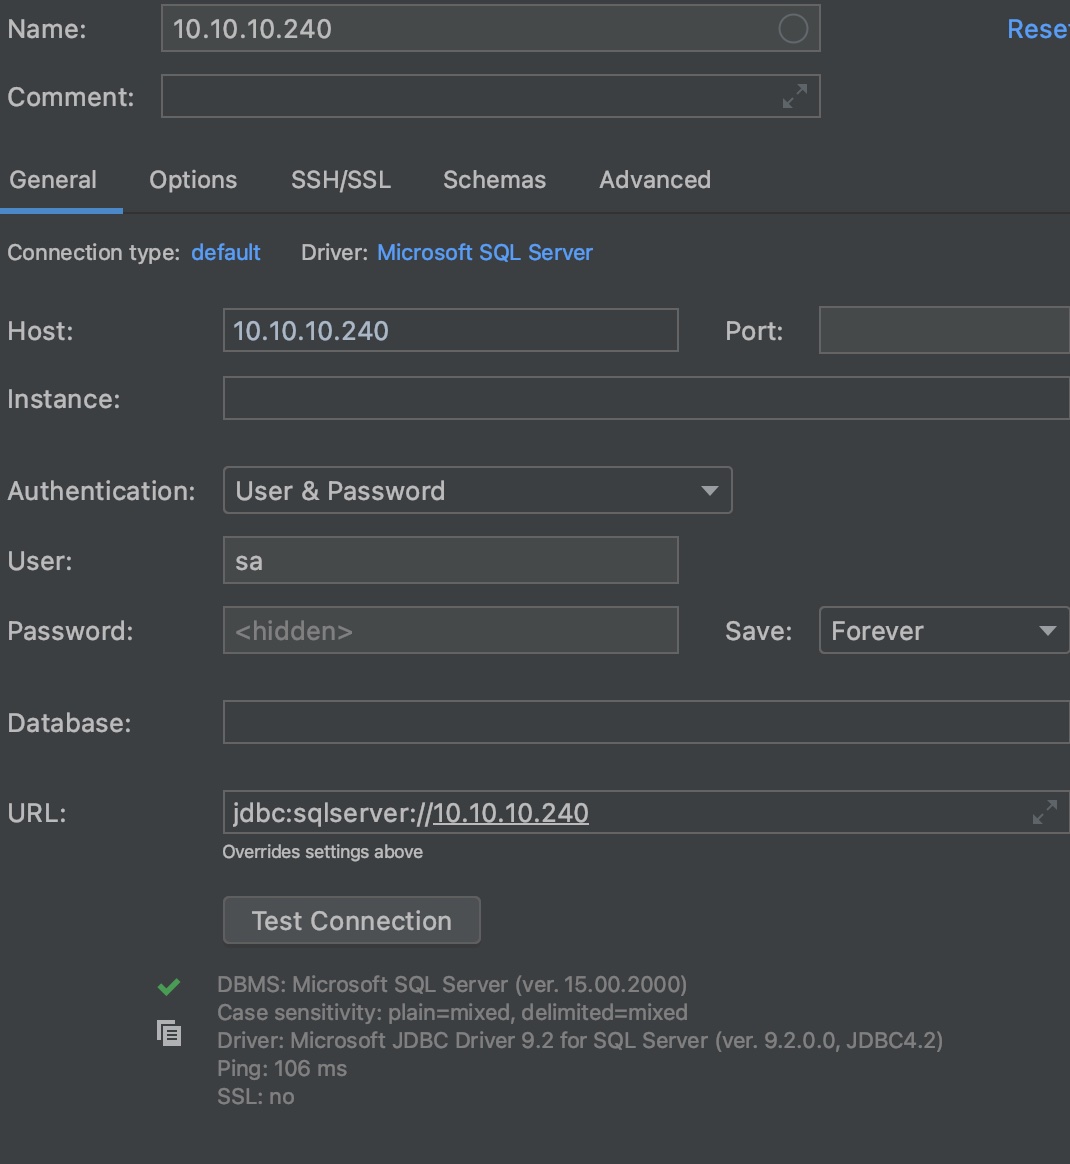 Name: 10.10.10.240 Reset
Comment:
General Options SSH/SSL Schemas Advanced
Connection type: default Driver: Microsoft SQL Server
Host: 10.10.10.240 Port:
Instance:
Authentication: User & Password
User: sa
Password: <hidden> Save: Forever
Database:
URL: jdbc:sqlserver://10.10.10.240
Overrides settings above
Test Connection
DBMS: Microsoft SQL Server (ver. 15.00.2000)
Case sensitivity: plain=mixed, delimited=mixed
Driver: Microsoft JDBC Driver 9.2 for SQL Server (ver. 9.2.0.0, JDBC4.2)
Ping: 106 ms
SSL: no